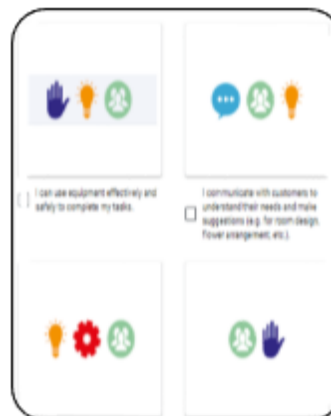 I can use equipment effectively and
safely to complete my tasks.
I communicate with customers to
understand their needs and make
suggestions (e.g. for room design,
flower arrangement, etc.).